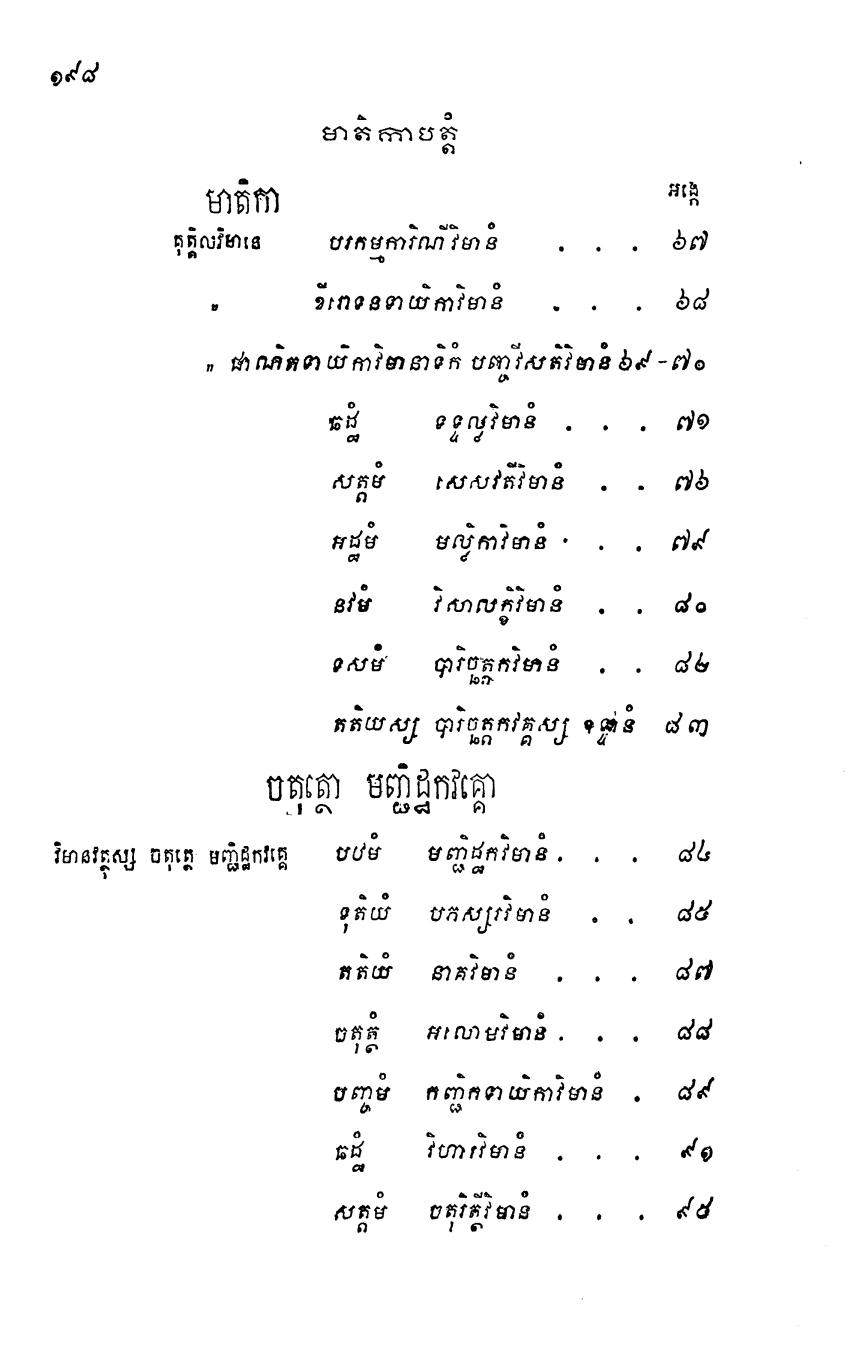 ១៩៨
មាតិកាបត្តំ
មាតិកា អង្កេ
គុត្តិលវិមានេ បរកម្មការិណីវិមានំ . . . ៦៧
" ខីរោទនទាយិកាវិមានំ . . . ៦៨
" ផាណិតទាយិកាវិមានាទិកំ បញ្ចវីសតិវិមានំ ៦៩-៧០
ឆដ្ឋំ ទទ្ទល្លវិមានំ . . . ៧១
សត្តមំ សេសវតីវិមានំ . . ៧៦
អដ្ឋមំ មល្លិកាវិមានំ . . . ៧៩
នវមំ វិសាលក្ខិវិមានំ . . ៨០
ទសមំ បារិច្ឆត្តកវិមានំ . . ៨២
តតិយស្ស បារិច្ឆត្តកវគ្គស្ស ឧទ្ទានំ ៨៣
ចតុត្ថោ មញ្ជិដ្ឋកវគ្គោ
វិមានវត្ថុស្ស ចតុត្ថេ មញ្ជិដ្ឋកវគ្គេ បឋមំ មញ្ជិដ្ឋកវិមានំ . . . ៨៤
ទុតិយំ បភស្សរវិមានំ . . ៨៥
តតិយំ នាគវិមានំ . . . ៨៧
ចតុត្ថំ អលោមវិមានំ . . . ៨៨
បញ្ចមំ កញ្ជិកទាយិកាវិមានំ . ៨៩
ឆដ្ឋំ វិហារវិមានំ . . . ៩១
សត្តមំ ចតុរិត្ថីវិមានំ . . . ៩៥